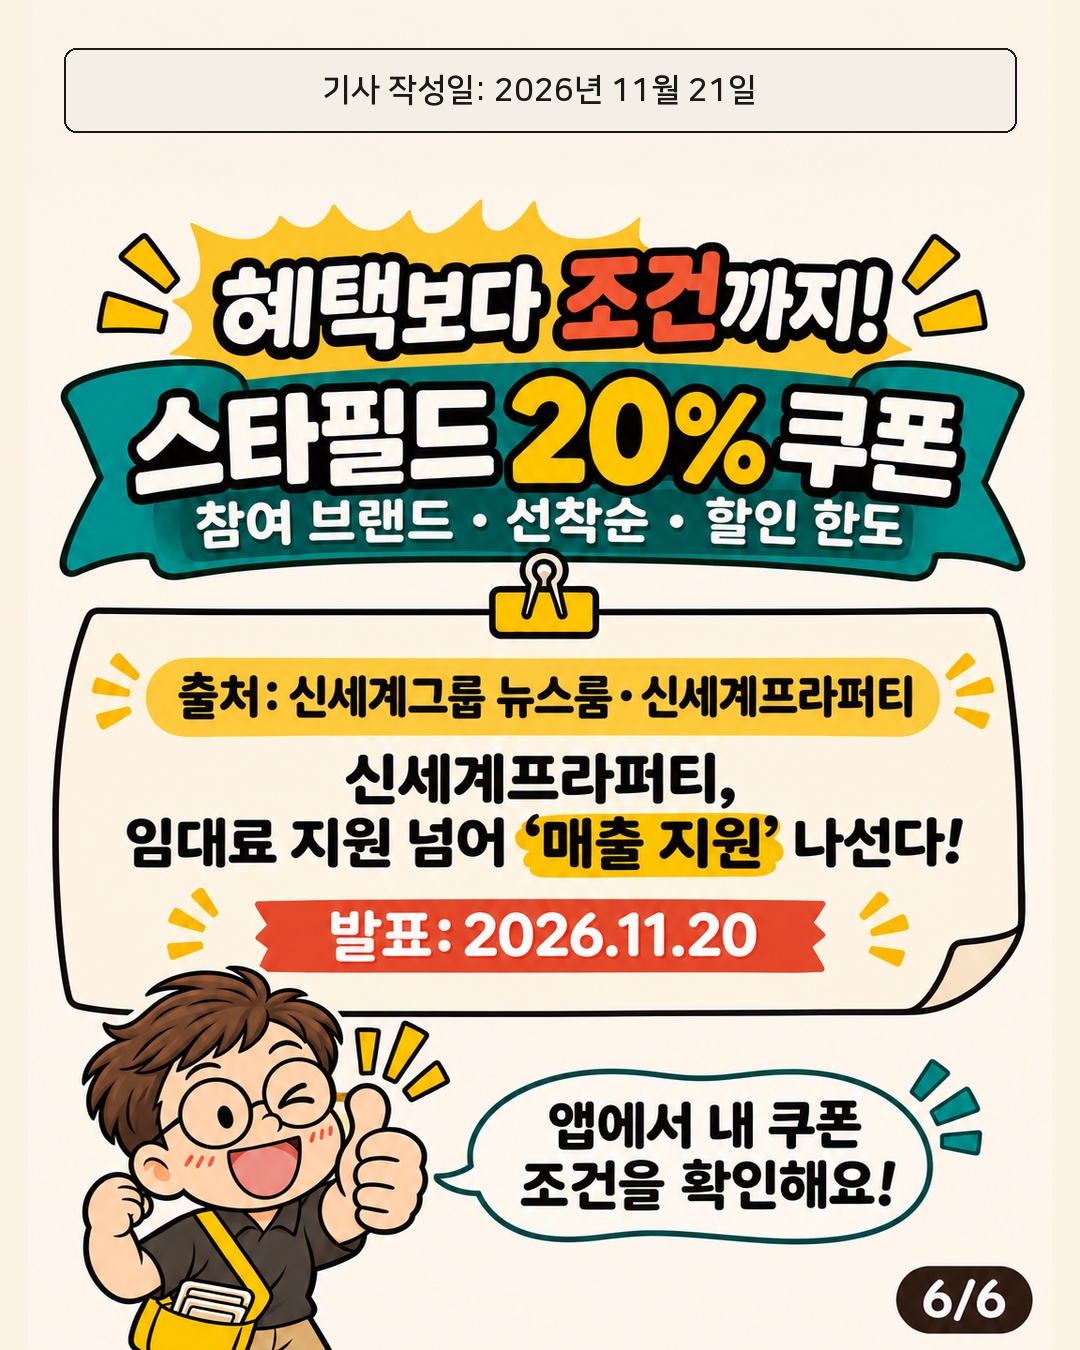 기사 작성일: 2026년 11월 21일
혜택보다 조건까지!
스타필드 20% 쿠폰
참여 브랜드 · 선착순 · 할인 한도
출처: 신세계그룹 뉴스룸·신세계프라퍼티
신세계프라퍼티,
임대료 지원 넘어 ‘매출 지원’ 나선다!
발표: 2026.11.20
앱에서 내 쿠폰
조건을 확인해요!
6/6